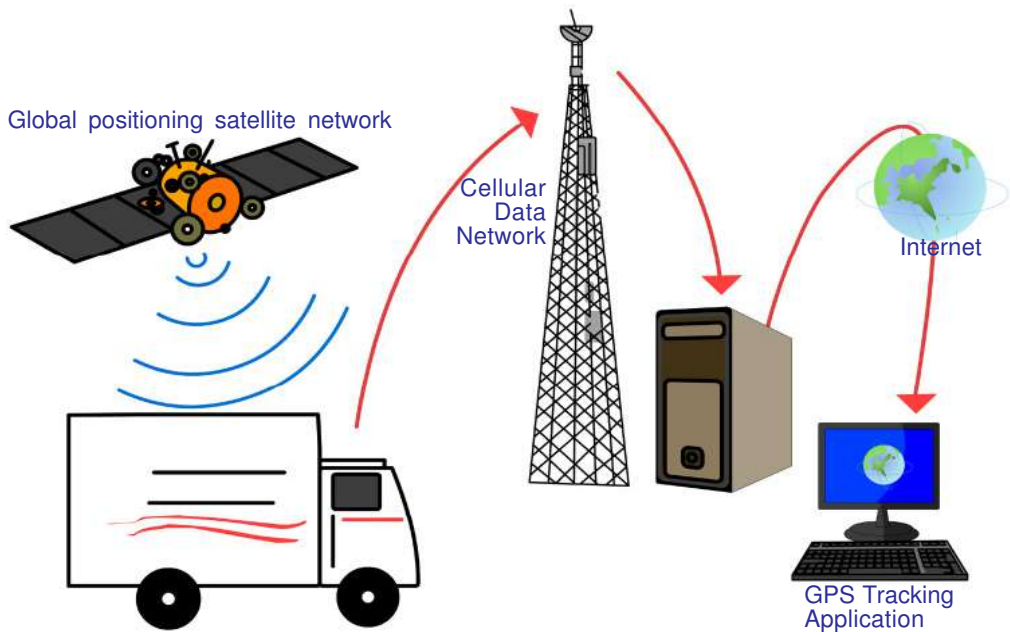 Global positioning satellite network
Cellular
Data
Network
Internet
GPS Tracking
Application